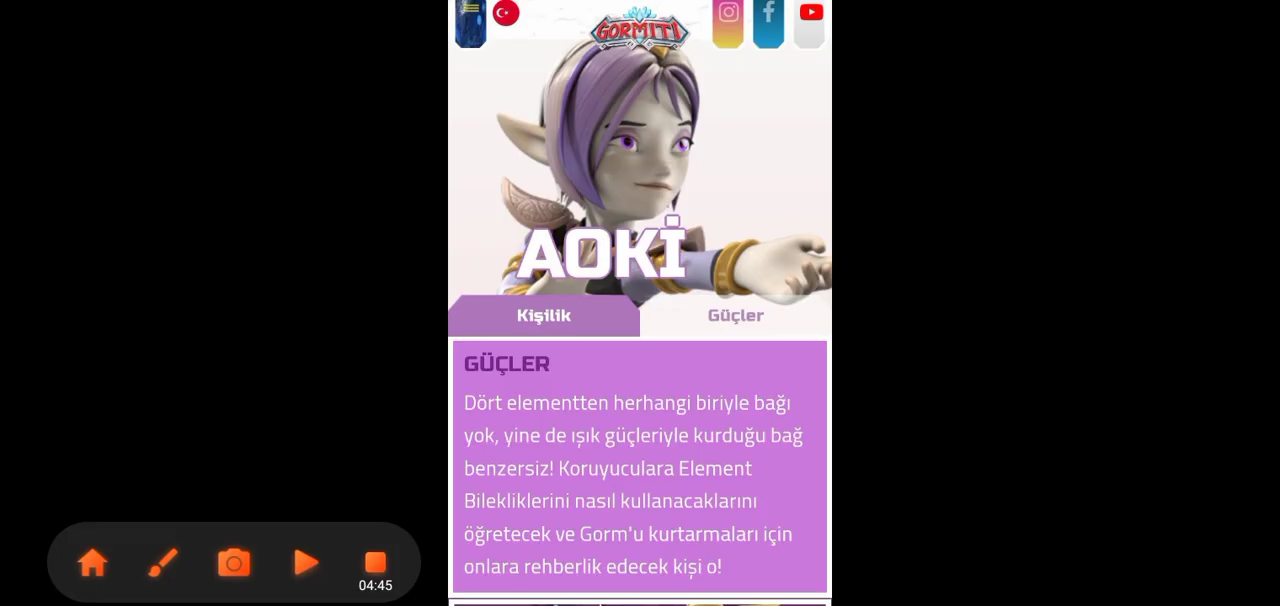 GORMITI
AOKİ
Kişilik
Güçler
GÜÇLER
Dört elementten herhangi biriyle bağı
yok, yine de ışık güçleriyle kurduğu bağ
benzersiz! Koruyuculara Element
Bilekliklerini nasıl kullanacaklarını
öğretecek ve Gorm'u kurtarmaları için
onlara rehberlik edecek kişi o!
04:45